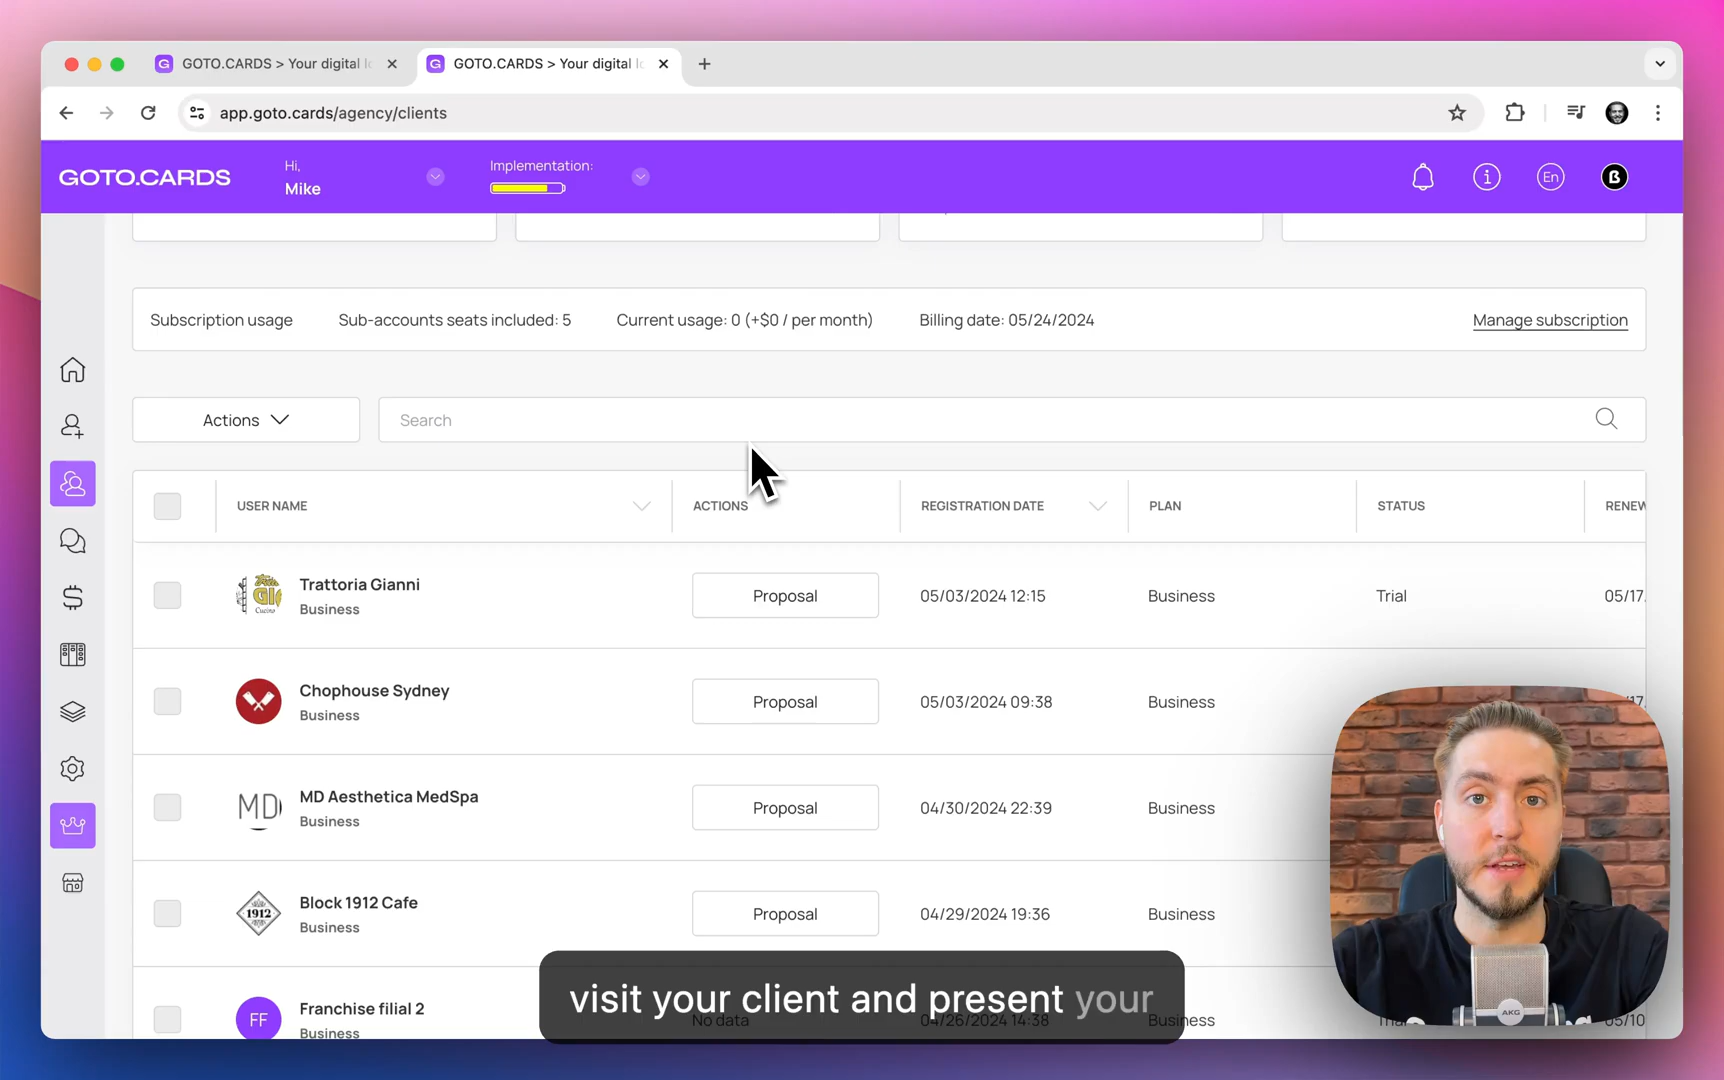 GOTO.CARDS > Your digital
GOTO.CARDS > Your digital
app.goto.cards/agency/clients
GOTO.CARDS
Hi,
Mike
Implementation:
En
Subscription usage
Sub-accounts seats included: 5
Current usage: 0 (+$0 / per month)
Billing date: 05/24/2024
Manage subscription
Actions
Search
USER NAME
ACTIONS
REGISTRATION DATE
PLAN
STATUS
Trattoria Gianni
Business
Proposal
05/03/2024 12:15
Business
Trial
05/17
Chophouse Sydney
Business
Proposal
05/03/2024 09:38
Business
MD
MD Aesthetica MedSpa
Business
Proposal
04/30/2024 22:39
Business
1912
Block 1912 Cafe
Business
Proposal
04/29/2024 19:36
Business
FF
Franchise filial 2
Business
No data
04/26/2024 14:38
Business
05/10
visit your client and present your
AKG